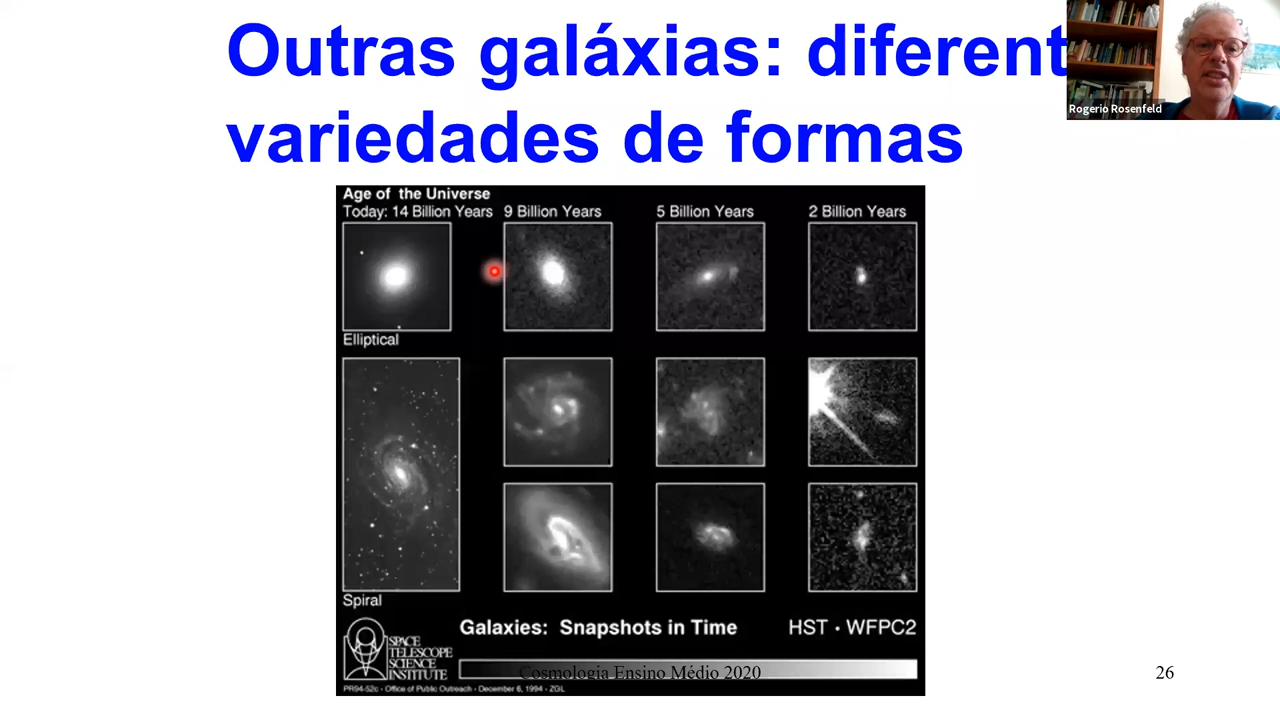 Outras galáxias: diferent
variedades de formas
Rogerio Rosenfeld
Age of the Universe
Today: 14 Billion Years 9 Billion Years 5 Billion Years 2 Billion Years
Elliptical
Spiral
Galaxies: Snapshots in Time HST • WFPC2
SPACE
TELESCOPE
SCIENCE
INSTITUTE
Cosmologia Ensino Médio 2020
26
PR94-52c • Office of Public Outreach • December 6, 1994 • ZGL